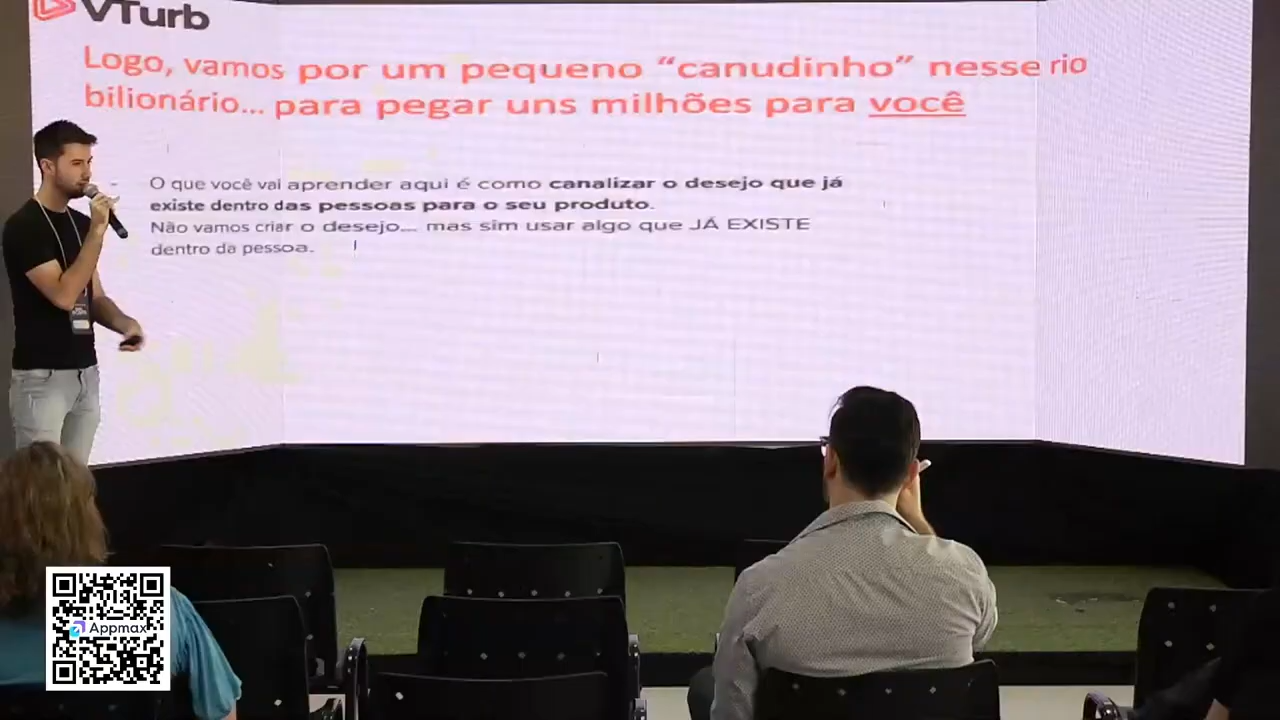 VTurb
Logo, vamos por um pequeno “canudinho” nesse rio
bilionário... para pegar uns milhões para você
O que você vai aprender aqui é como canalizar o desejo que já
existe dentro das pessoas para o seu produto.
Não vamos criar o desejo... mas sim usar algo que JÁ EXISTE
dentro da pessoa.
Appmax